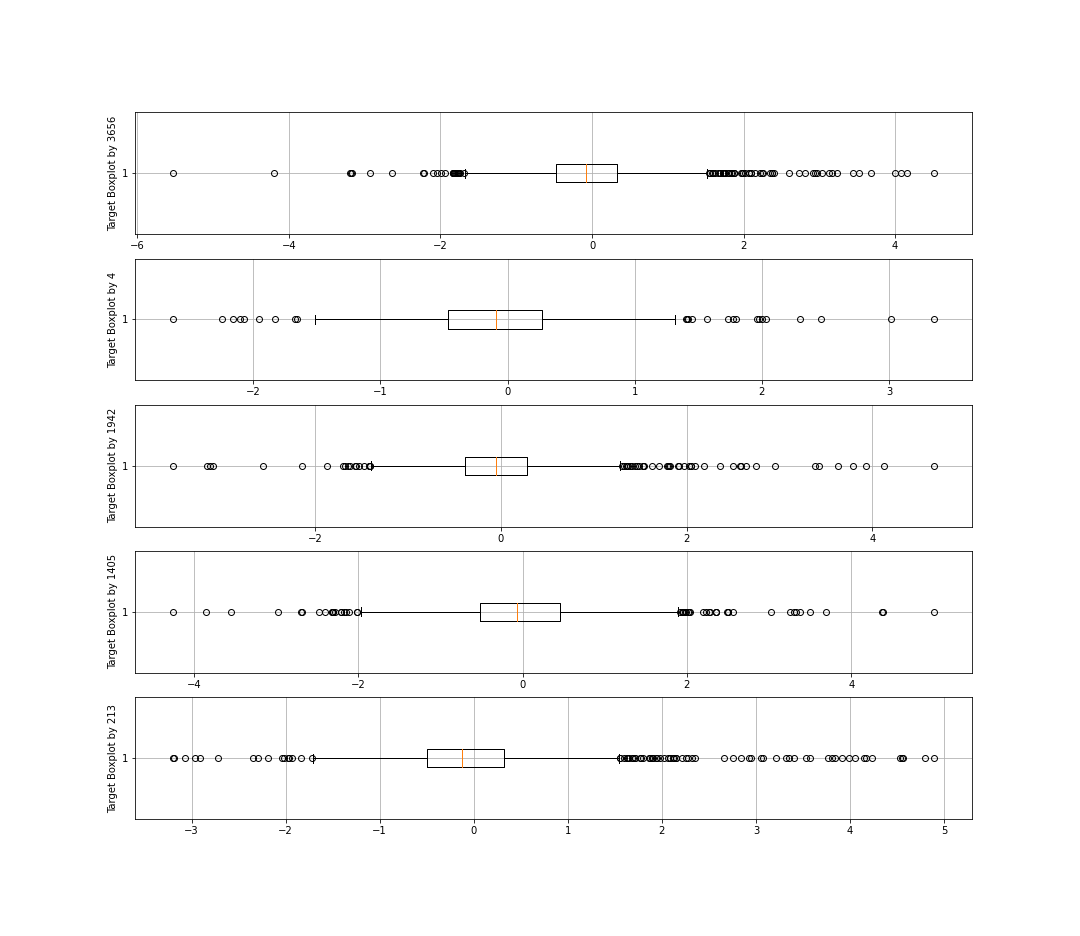 Target Boxplot by 3656
1
−6 −4 −2 0 2 4
Target Boxplot by 4
1
−2 −1 0 1 2 3
Target Boxplot by 1942
1
−2 0 2 4
Target Boxplot by 1405
1
−4 −2 0 2 4
Target Boxplot by 213
1
−3 −2 −1 0 1 2 3 4 5